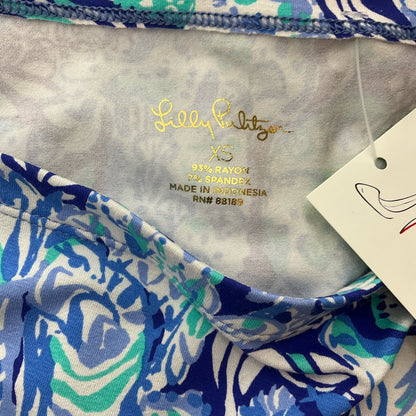 Lilly Pulitzer
XS
93% RAYON
7% SPANDEX
MADE IN INDONESIA
RN# 88189